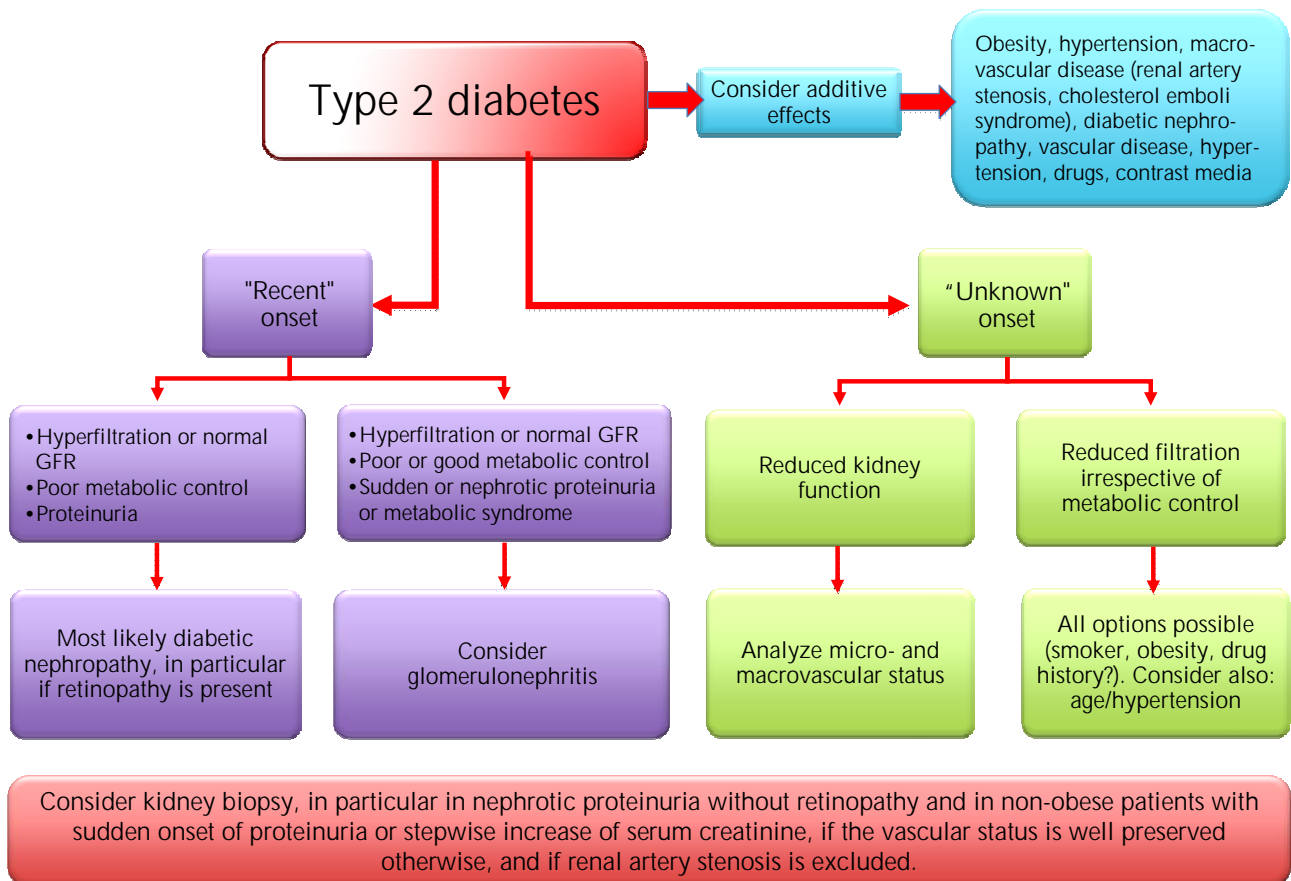 Type 2 diabetes
Consider additive
effects
Obesity, hypertension, macro-
vascular disease (renal artery
stenosis, cholesterol emboli
syndrome), diabetic nephro-
pathy, vascular disease, hyper-
tension, drugs, contrast media
"Recent"
onset
“Unknown"
onset
• Hyperfiltration or normal
GFR
• Poor metabolic control
• Proteinuria
• Hyperfiltration or normal GFR
• Poor or good metabolic control
• Sudden or nephrotic proteinuria
or metabolic syndrome
Reduced kidney
function
Reduced filtration
irrespective of
metabolic control
Most likely diabetic
nephropathy, in particular
if retinopathy is present
Consider
glomerulonephritis
Analyze micro- and
macrovascular status
All options possible
(smoker, obesity, drug
history?). Consider also:
age/hypertension
Consider kidney biopsy, in particular in nephrotic proteinuria without retinopathy and in non-obese patients with
sudden onset of proteinuria or stepwise increase of serum creatinine, if the vascular status is well preserved
otherwise, and if renal artery stenosis is excluded.